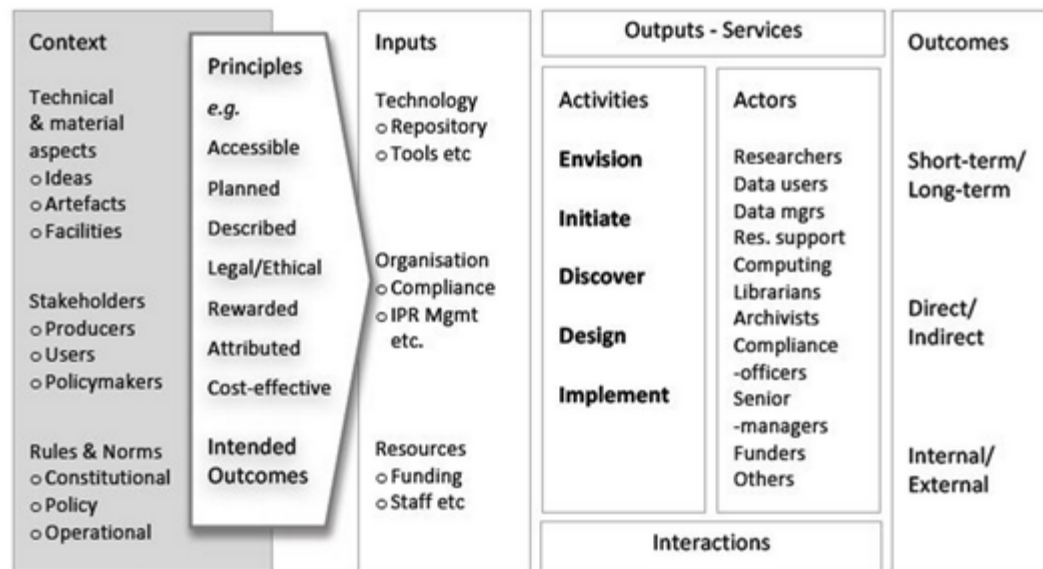 Context
Technical
& material
aspects
o Ideas
o Artefacts
o Facilities
Stakeholders
o Producers
o Users
o Policymakers
Rules & Norms
o Constitutional
o Policy
o Operational
Principles
e.g.
Accessible
Planned
Described
Legal/Ethical
Rewarded
Attributed
Cost-effective
Intended
Outcomes
Inputs
Technology
o Repository
o Tools etc
Organisation
o Compliance
o IPR Mgmt
etc.
Resources
o Funding
o Staff etc
Outputs - Services
Activities
Envision
Initiate
Discover
Design
Implement
Actors
Researchers
Data users
Data mgrs
Res. support
Computing
Librarians
Archivists
Compliance
-officers
Senior
-managers
Funders
Others
Interactions
Outcomes
Short-term/
Long-term
Direct/
Indirect
Internal/
External